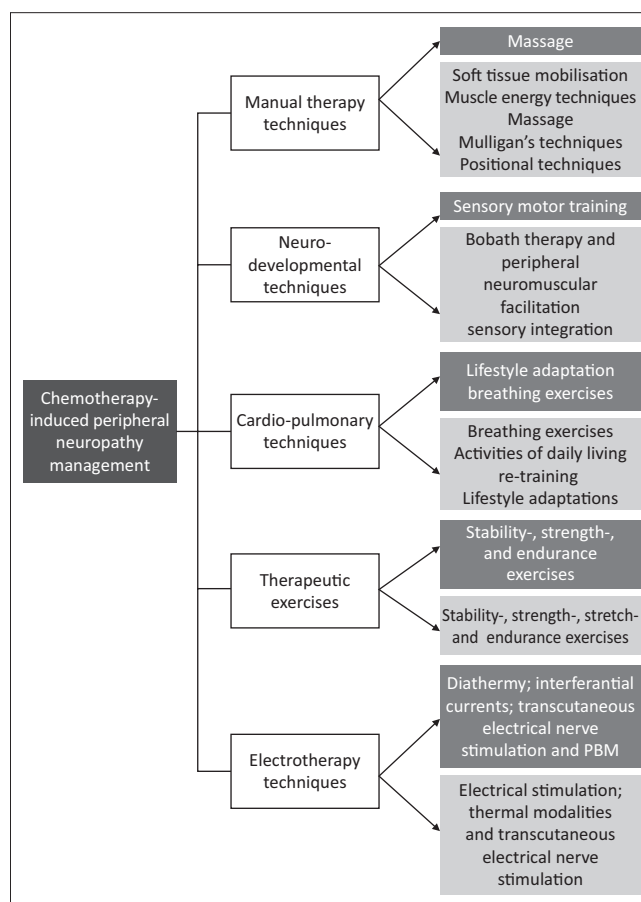 Chemotherapy-
induced peripheral
neuropathy
management
Manual therapy
techniques
Massage
Soft tissue mobilisation
Muscle energy techniques
Massage
Mulligan's techniques
Positional techniques
Neuro-
developmental
techniques
Sensory motor training
Bobath therapy and
peripheral
neuromuscular
facilitation
sensory integration
Cardio-pulmonary
techniques
Lifestyle adaptation
breathing exercises
Breathing exercises
Activities of daily living
re-training
Lifestyle adaptations
Therapeutic
exercises
Stability-, strength-,
and endurance
exercises
Stability-, strength-, stretch-
and endurance exercises
Electrotherapy
techniques
Diathermy; interferantial
currents; transcutaneous
electrical nerve
stimulation and PBM
Electrical stimulation;
thermal modalities
and transcutaneous
electrical nerve
stimulation